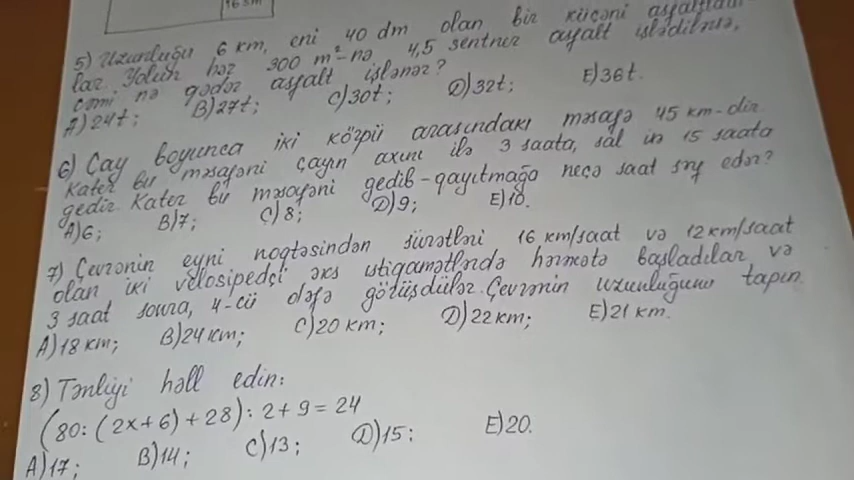 16 sm
5) Uzunluğu 6 km, eni 40 dm olan bir küçəni asfaltladı
lar. Yolun hər 300 m²-nə 4,5 sentner asfalt işlədilərsə,
cəmi nə qədər asfalt işlənər?
A) 24t; B) 27t; C) 30t; D) 32t; E) 36t.
6) Çay boyunca iki körpü arasındakı məsafə 45 km-dir.
Kater bu məsafəni çayın axını ilə 3 saata, sal isə 15 saata
gedir. Kater bu məsafəni gedib-qayıtmağa neçə saat sərf edər?
A) 6; B) 7; C) 8; D) 9; E) 10.
7) Çevrənin eyni nöqtəsindən sürətləri 16 km/saat və 12 km/saat
olan iki velosipedçi əks istiqamətlərdə hərəkətə başladılar və
3 saat sonra, 4-cü dəfə görüşdülər. Çevrənin uzunluğunu tapın.
A) 18 km; B) 24 km; C) 20 km; D) 22 km; E) 21 km.
8) Tənliyi həll edin:
(80:(2x+6)+28):2+9=24
A) 17; B) 14; C) 13; D) 15; E) 20.